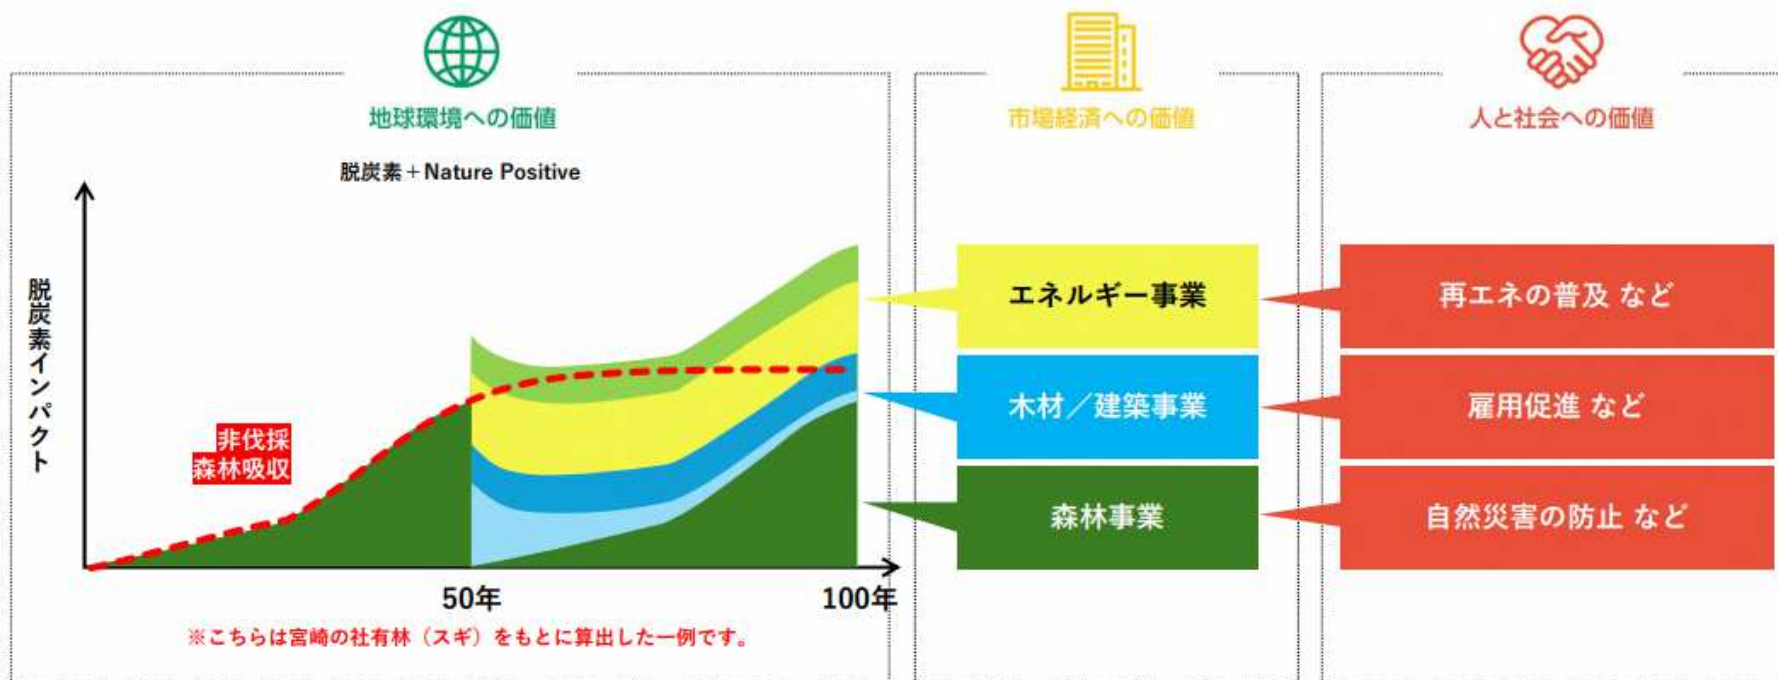 地球環境への価値
脱炭素＋Nature Positive
脱炭素インパクト
非伐採
森林吸収
50年
100年
※こちらは宮崎の社有林（スギ）をもとに算出した一例です。
市場経済への価値
エネルギー事業
木材／建築事業
森林事業
人と社会への価値
再エネの普及 など
雇用促進 など
自然災害の防止 など